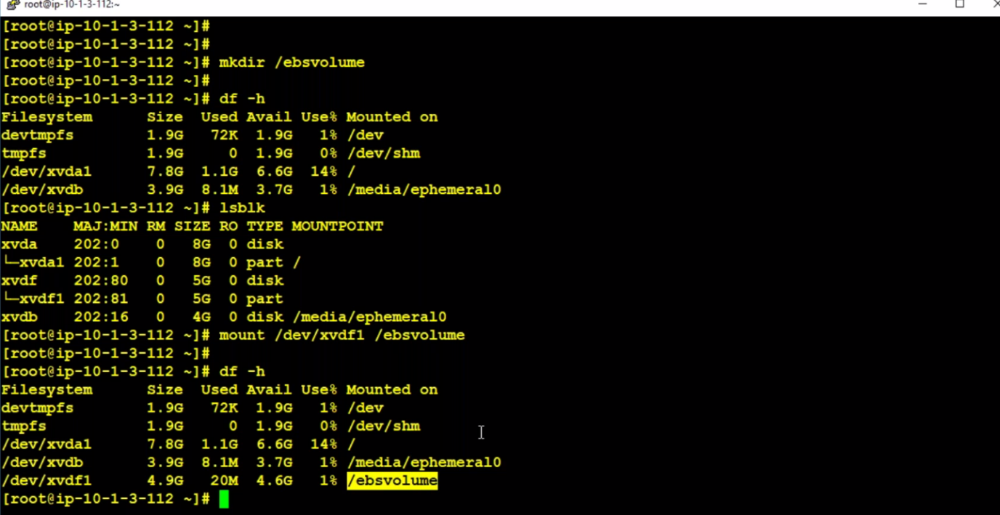 root@ip-10-1-3-112:~
[root@ip-10-1-3-112 ~]#
[root@ip-10-1-3-112 ~]#
[root@ip-10-1-3-112 ~]# mkdir /ebsvolume
[root@ip-10-1-3-112 ~]#
[root@ip-10-1-3-112 ~]# df -h
Filesystem      Size  Used Avail Use% Mounted on
devtmpfs        1.9G   72K  1.9G   1% /dev
tmpfs           1.9G     0  1.9G   0% /dev/shm
/dev/xvda1      7.8G  1.1G  6.6G  14% /
/dev/xvdb       3.9G  8.1M  3.7G   1% /media/ephemeral0
[root@ip-10-1-3-112 ~]# lsblk
NAME    MAJ:MIN RM SIZE RO TYPE MOUNTPOINT
xvda    202:0    0   8G  0 disk
└─xvda1 202:1    0   8G  0 part /
xvdf    202:80   0   5G  0 disk
└─xvdf1 202:81   0   5G  0 part
xvdb    202:16   0   4G  0 disk /media/ephemeral0
[root@ip-10-1-3-112 ~]# mount /dev/xvdf1 /ebsvolume
[root@ip-10-1-3-112 ~]#
[root@ip-10-1-3-112 ~]# df -h
Filesystem      Size  Used Avail Use% Mounted on
devtmpfs        1.9G   72K  1.9G   1% /dev
tmpfs           1.9G     0  1.9G   0% /dev/shm
/dev/xvda1      7.8G  1.1G  6.6G  14% /
/dev/xvdb       3.9G  8.1M  3.7G   1% /media/ephemeral0
/dev/xvdf1      4.9G   20M  4.6G   1% /ebsvolume
[root@ip-10-1-3-112 ~]#